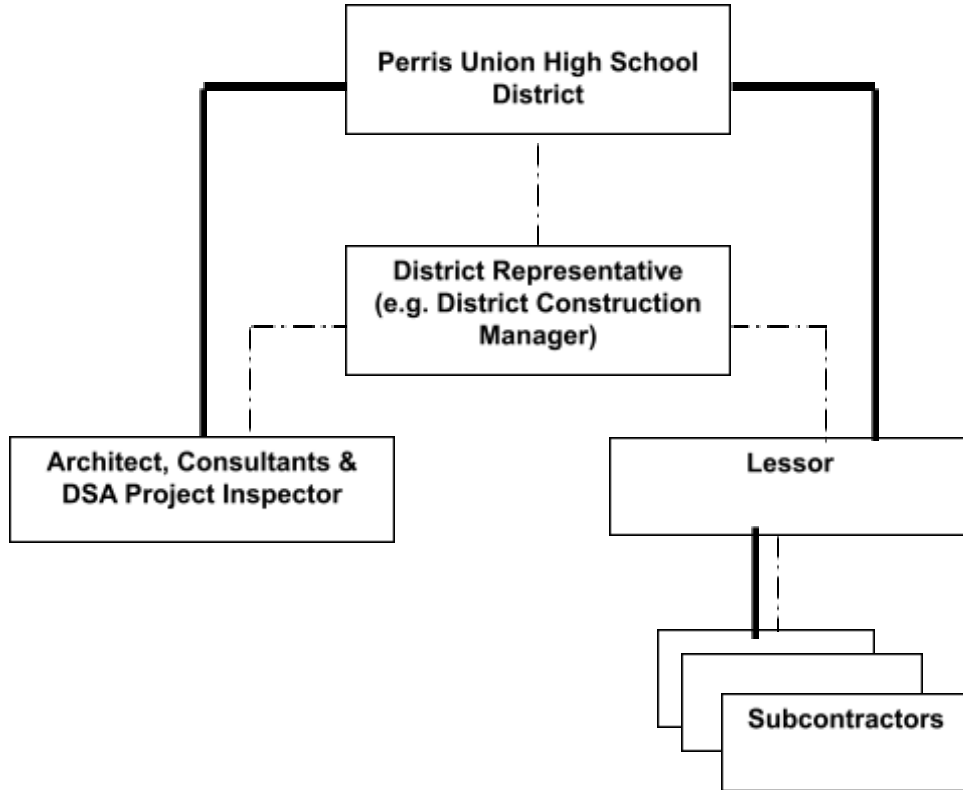 Perris Union High School
District
District Representative
(e.g. District Construction
Manager)
Architect, Consultants &
DSA Project Inspector
Lessor
Subcontractors